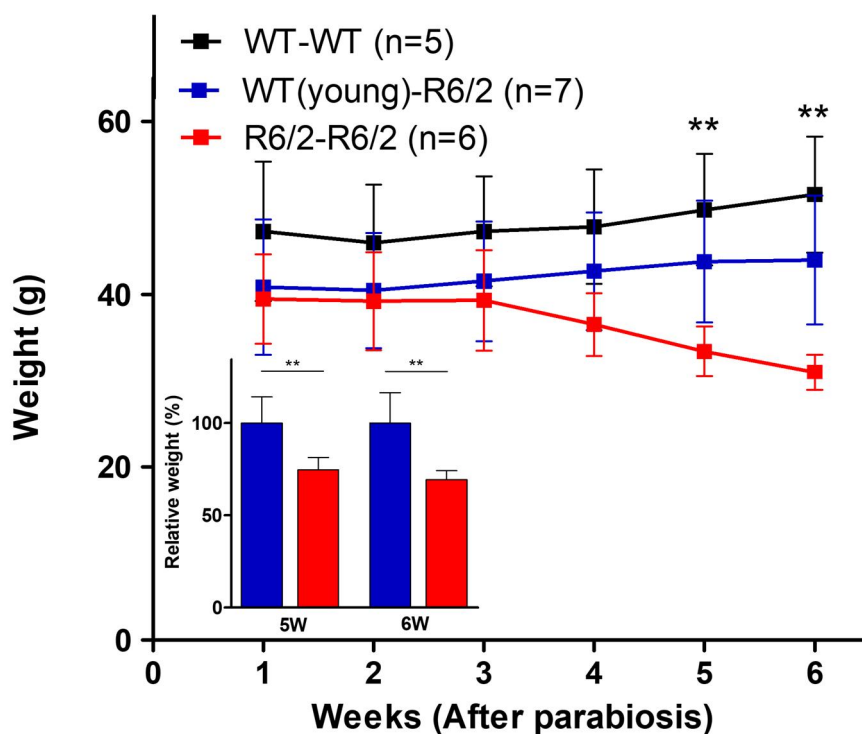 WT-WT (n=5)
WT(young)-R6/2 (n=7)
R6/2-R6/2 (n=6)
** **
60
40
20
0
Weight (g)
** **
100
50
0
Relative weight (%)
5W 6W
0 1 2 3 4 5 6
Weeks (After parabiosis)